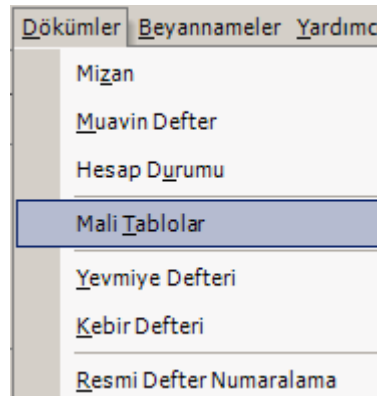 Dökümler Beyannameler Yardımc
Mizan
Muavin Defter
Hesap Durumu
Mali Tablolar
Yevmiye Defteri
Kebir Defteri
Resmi Defter Numaralama